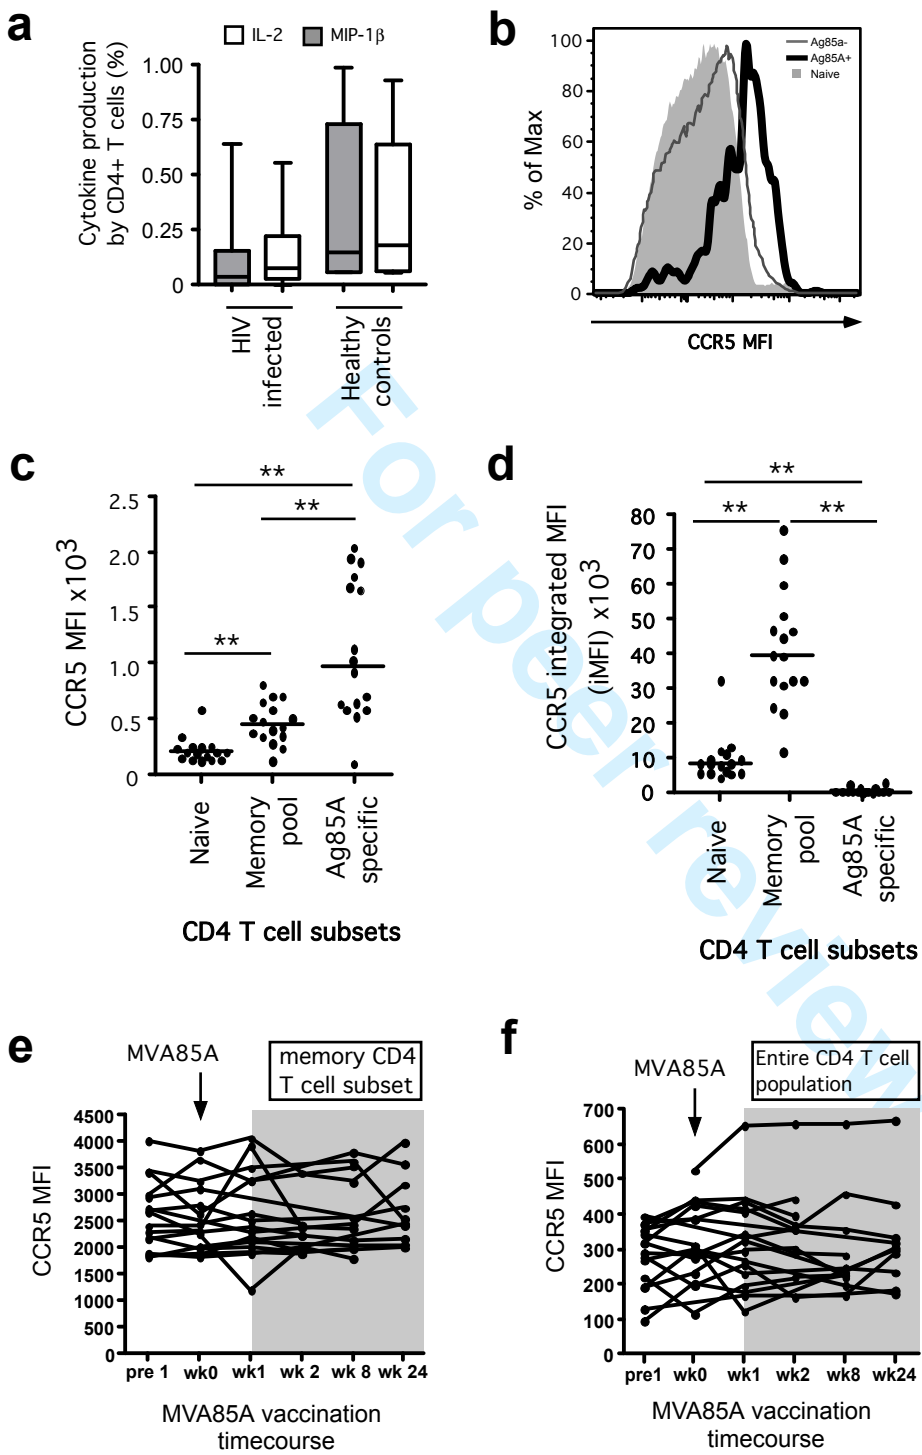 a
IL-2 MIP-1β
Cytokine production
by CD4+ T cells (%)
1.00
0.75
0.50
0.25
0
HIV
infected
Healthy
controls
b
Ag85a-
Ag85A+
Naive
% of Max
100
80
60
40
20
0
CCR5 MFI
c
**
**
**
CCR5 MFI x10³
2.5
2.0
1.5
1.0
0.5
0
Naive
Memory
pool
Ag85A
specific
CD4 T cell subsets
d
**
** **
CCR5 integrated MFI
(iMFI) x10³
80
70
60
50
40
30
20
10
0
Naive
Memory
pool
Ag85A
specific
CD4 T cell subsets
e
MVA85A
memory CD4
T cell subset
CCR5 MFI
4500
4000
3500
3000
2500
2000
1500
1000
500
0
pre 1 wk0 wk1 wk 2 wk 8 wk 24
MVA85A vaccination
timecourse
f
MVA85A
Entire CD4 T cell
population
CCR5 MFI
700
600
500
400
300
200
100
0
pre1 wk0 wk1 wk2 wk8 wk24
MVA85A vaccination
timecourse
For peer review